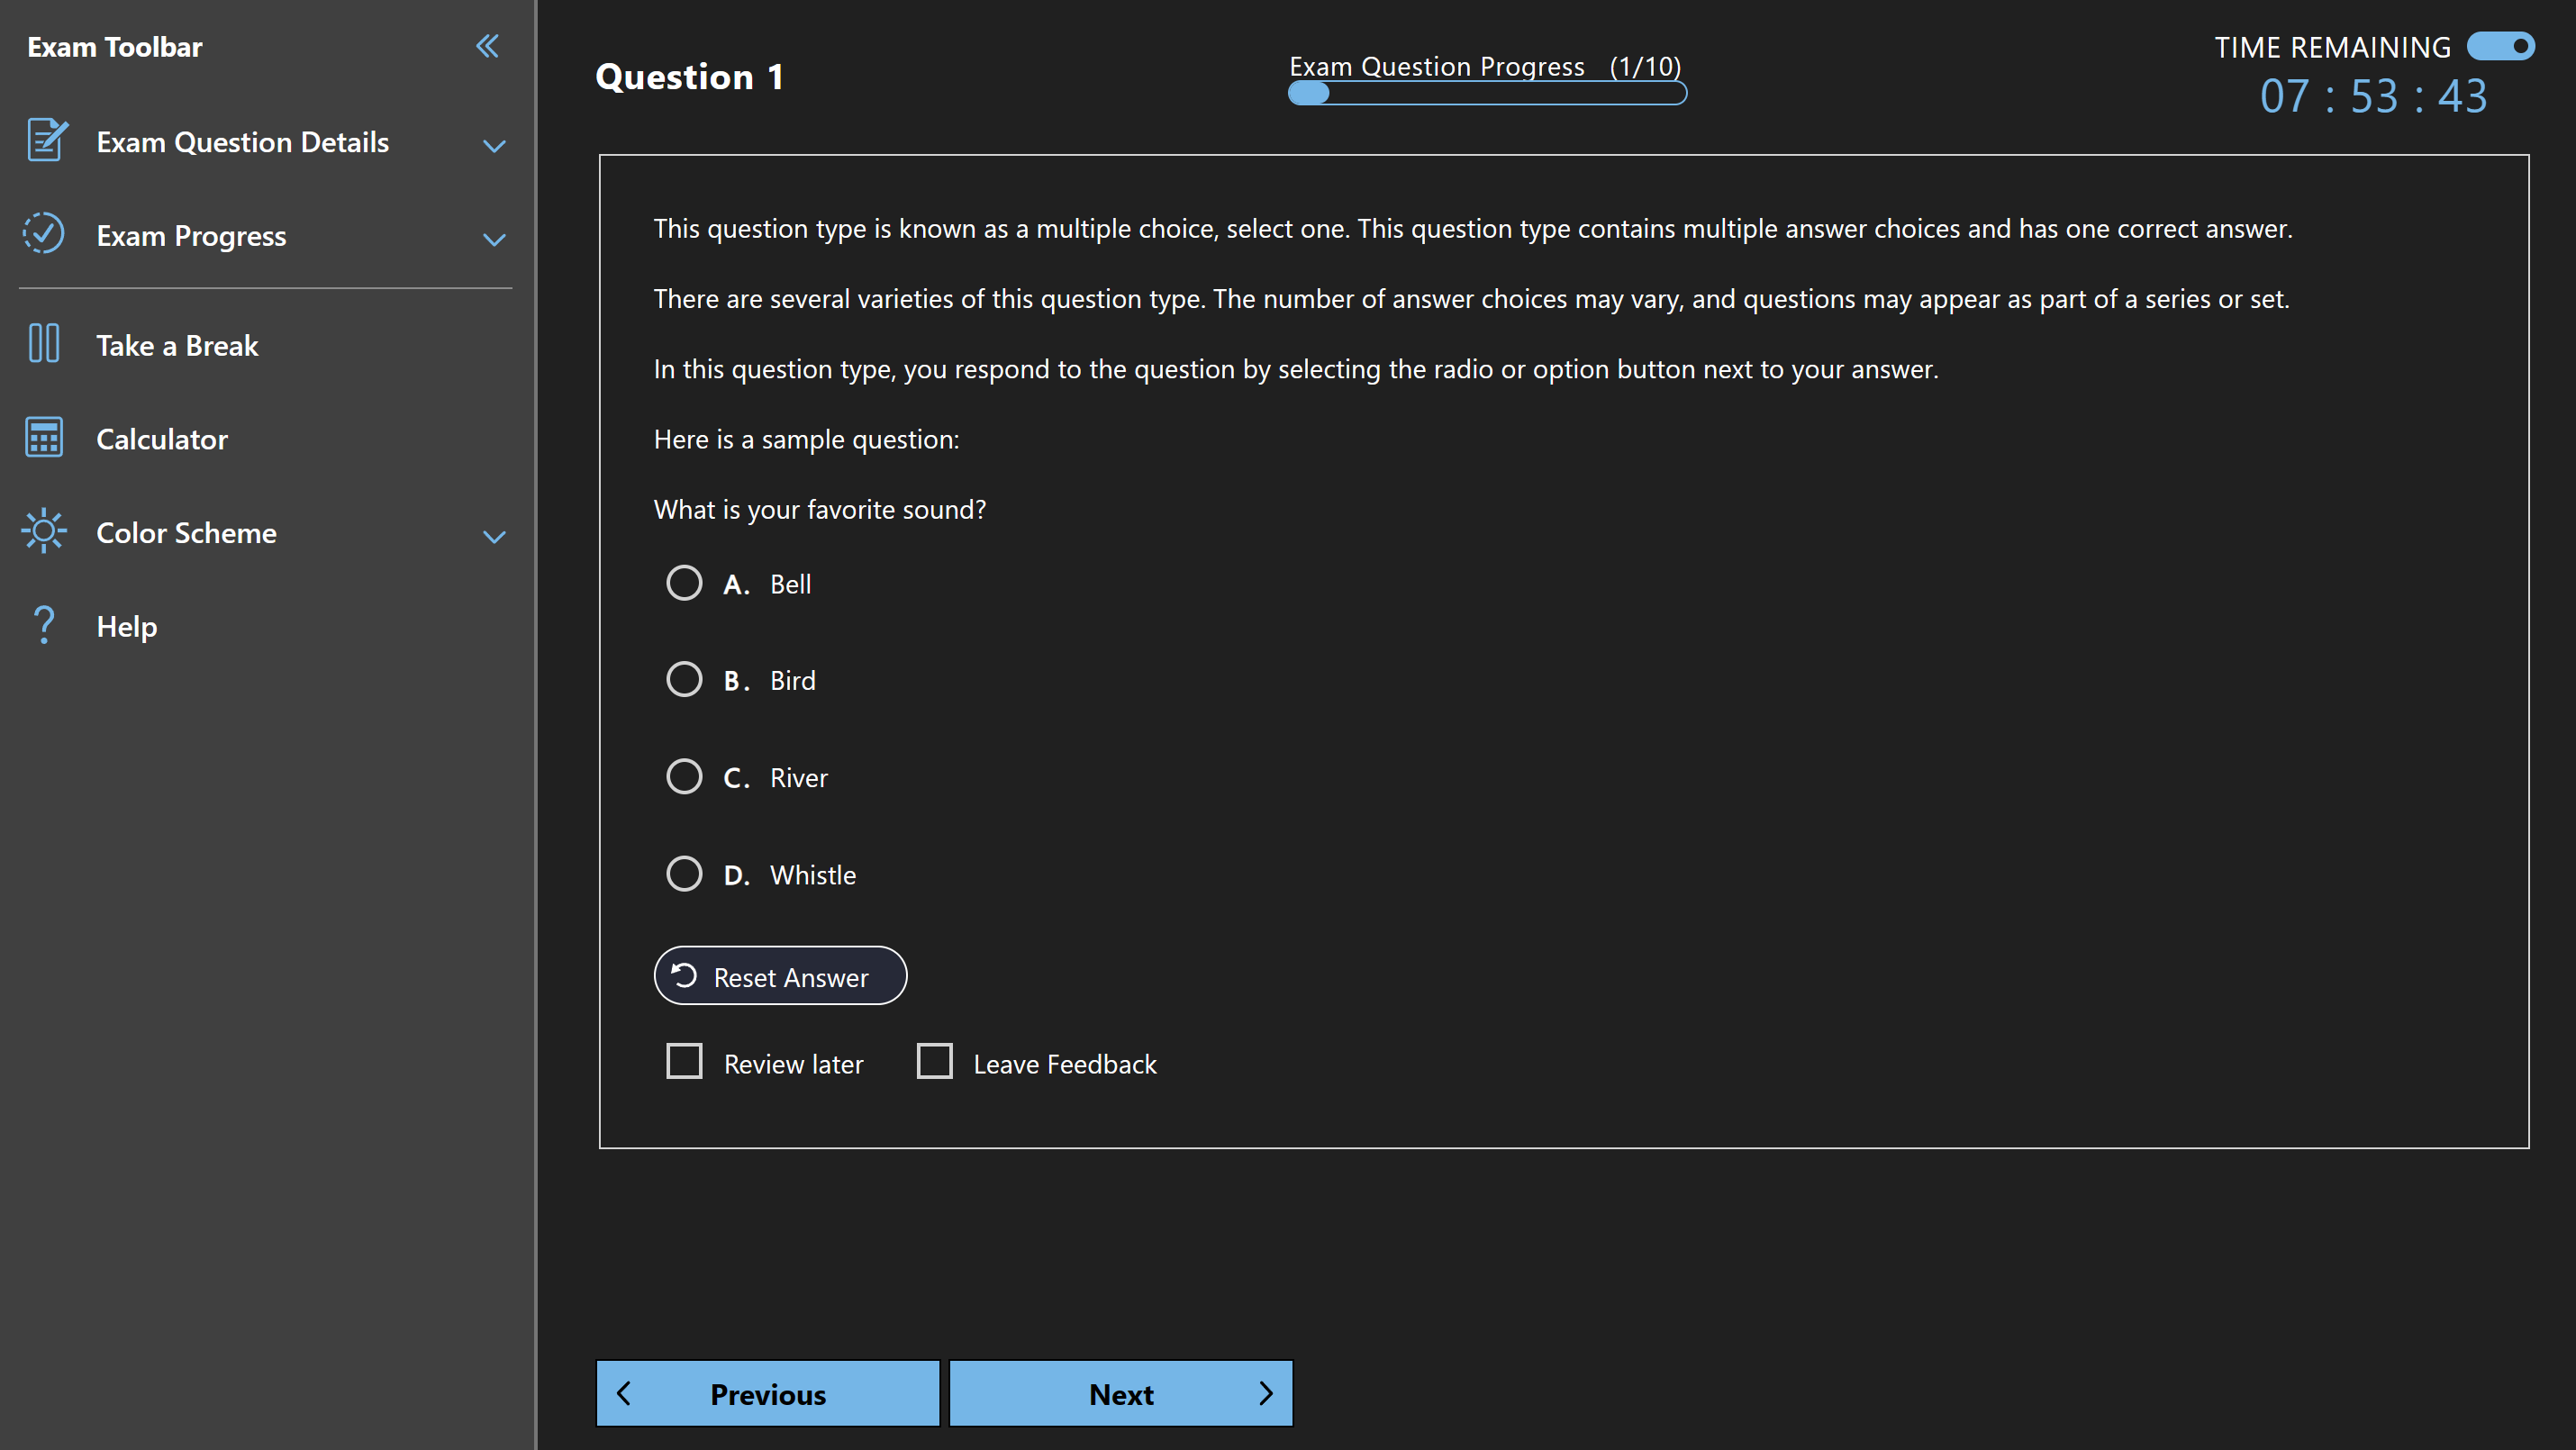 Exam Toolbar
Exam Question Details
Exam Progress
Take a Break
Calculator
Color Scheme
Help
Question 1
Exam Question Progress (1/10)
TIME REMAINING
07 : 53 : 43
This question type is known as a multiple choice, select one. This question type contains multiple answer choices and has one correct answer.
There are several varieties of this question type. The number of answer choices may vary, and questions may appear as part of a series or set.
In this question type, you respond to the question by selecting the radio or option button next to your answer.
Here is a sample question:
What is your favorite sound?
A. Bell
B. Bird
C. River
D. Whistle
Reset Answer
Review later Leave Feedback
Previous Next